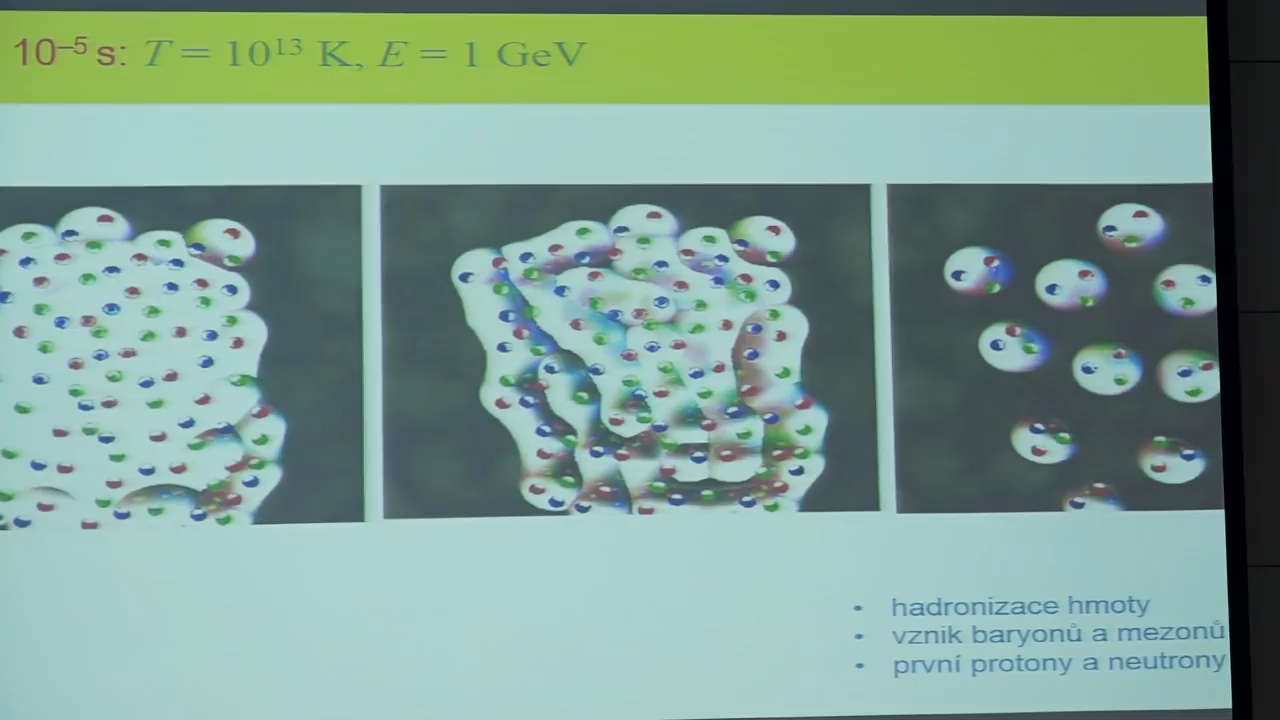 10⁻⁵ s: T = 10¹³ K, E = 1 GeV
• hadronizace hmoty
• vznik baryonů a mezonů
• první protony a neutrony